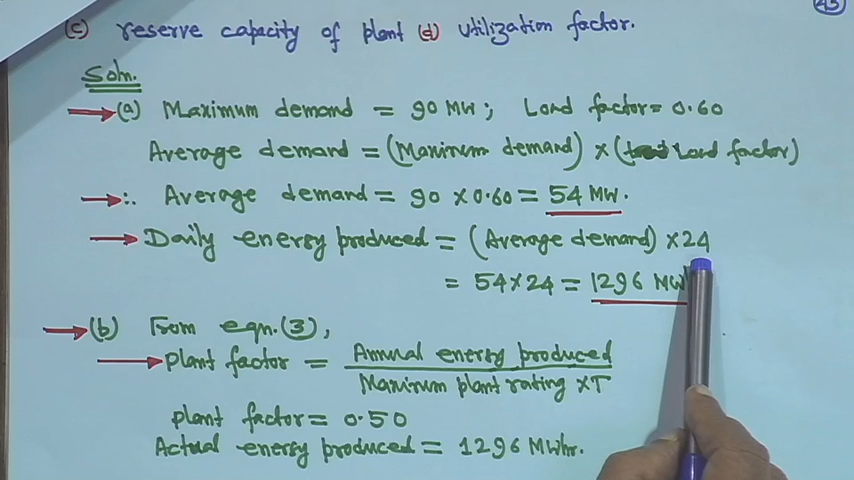 45
(c) reserve capacity of plant (d) utilization factor.
Soln.
(a) Maximum demand = 90 MW; Load factor = 0.60
Average demand = (Maximum demand) × (Load factor)
∴ Average demand = 90 × 0.60 = 54 MW.
Daily energy produced = (Average demand) × 24
= 54×24 = 1296 MW
(b) From eqn.(3),
plant factor = Annual energy produced
Maximum plant rating × T
plant factor = 0.50
Actual energy produced = 1296 MWhr.